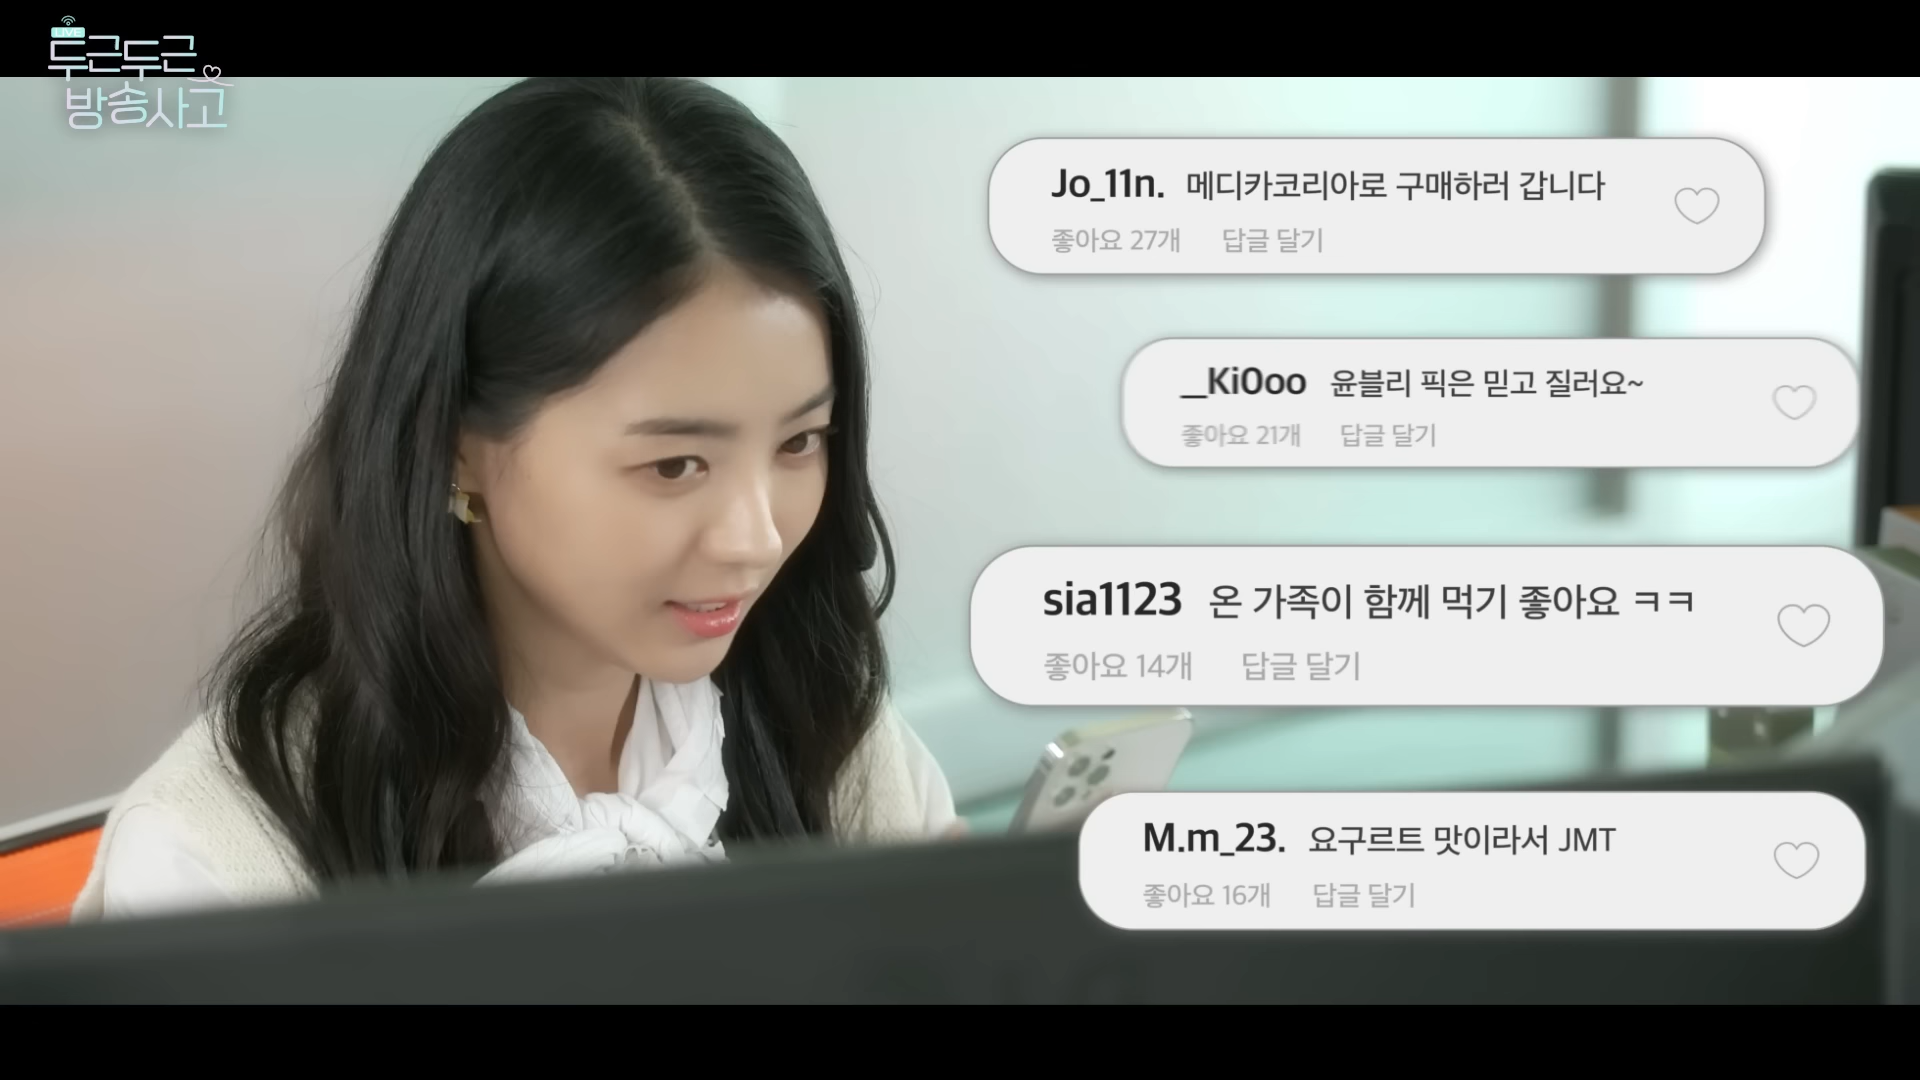 LIVE
두근두근
방송사고
Jo_11n. 메디카코리아로 구매하러 갑니다
좋아요 27개 답글 달기
__Ki0oo 윤블리 픽은 믿고 질러요~
좋아요 21개 답글 달기
sia1123 온 가족이 함께 먹기 좋아요 ㅋㅋ
좋아요 14개 답글 달기
M.m_23. 요구르트 맛이라서 JMT
좋아요 16개 답글 달기